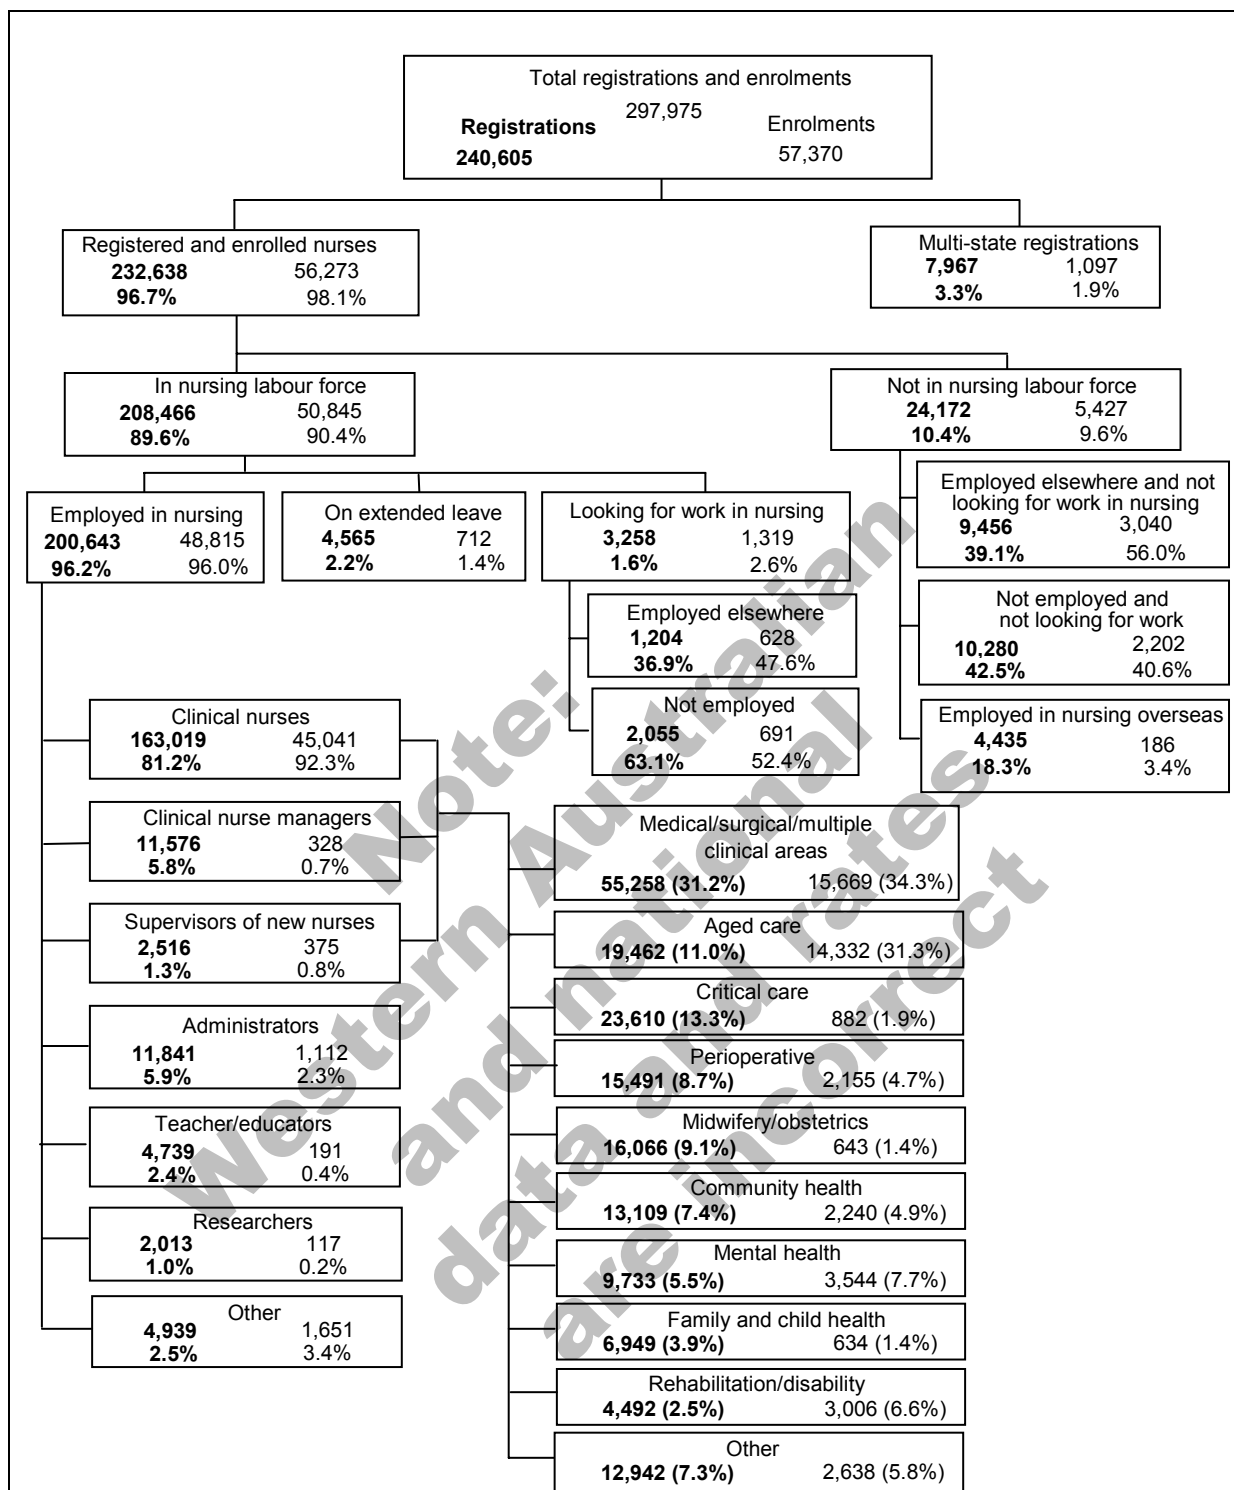 Total registrations and enrolments
297,975
Registrations Enrolments
240,605 57,370
Registered and enrolled nurses
232,638 56,273
96.7% 98.1%
Multi-state registrations
7,967 1,097
3.3% 1.9%
In nursing labour force
208,466 50,845
89.6% 90.4%
Not in nursing labour force
24,172 5,427
10.4% 9.6%
Employed in nursing
200,643 48,815
96.2% 96.0%
On extended leave
4,565 712
2.2% 1.4%
Looking for work in nursing
3,258 1,319
1.6% 2.6%
Employed elsewhere and not
looking for work in nursing
9,456 3,040
39.1% 56.0%
Employed elsewhere
1,204 628
36.9% 47.6%
Not employed and
not looking for work
10,280 2,202
42.5% 40.6%
Not employed
2,055 691
63.1% 52.4%
Employed in nursing overseas
4,435 186
18.3% 3.4%
Clinical nurses
163,019 45,041
81.2% 92.3%
Clinical nurse managers
11,576 328
5.8% 0.7%
Supervisors of new nurses
2,516 375
1.3% 0.8%
Administrators
11,841 1,112
5.9% 2.3%
Teacher/educators
4,739 191
2.4% 0.4%
Researchers
2,013 117
1.0% 0.2%
Other
4,939 1,651
2.5% 3.4%
Medical/surgical/multiple
clinical areas
55,258 (31.2%) 15,669 (34.3%)
Aged care
19,462 (11.0%) 14,332 (31.3%)
Critical care
23,610 (13.3%) 882 (1.9%)
Perioperative
15,491 (8.7%) 2,155 (4.7%)
Midwifery/obstetrics
16,066 (9.1%) 643 (1.4%)
Community health
13,109 (7.4%) 2,240 (4.9%)
Mental health
9,733 (5.5%) 3,544 (7.7%)
Family and child health
6,949 (3.9%) 634 (1.4%)
Rehabilitation/disability
4,492 (2.5%) 3,006 (6.6%)
Other
12,942 (7.3%) 2,638 (5.8%)
Note:
Western Australian
and national
data and rates
are incorrect